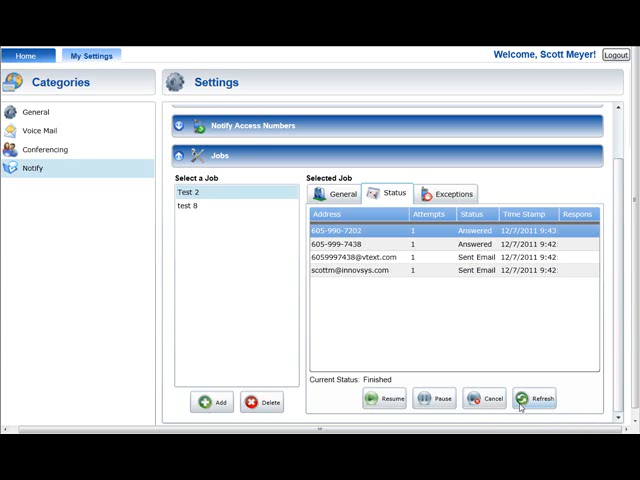 Home
My Settings
Welcome, Scott Meyer!
Logout
Categories
Settings
General
Voice Mail
Conferencing
Notify
Notify Access Numbers
Jobs
Select a Job
Selected Job
Test 2
test 8
General
Status
Exceptions
Address Attempts Status Time Stamp Respons
605-990-7202 1 Answered 12/7/2011 9:43:
605-999-7438 1 Answered 12/7/2011 9:42:
6059997438@vtext.com 1 Sent Email 12/7/2011 9:42:
scottm@innovsys.com 1 Sent Email 12/7/2011 9:42:
Current Status: Finished
Add
Delete
Resume
Pause
Cancel
Refresh